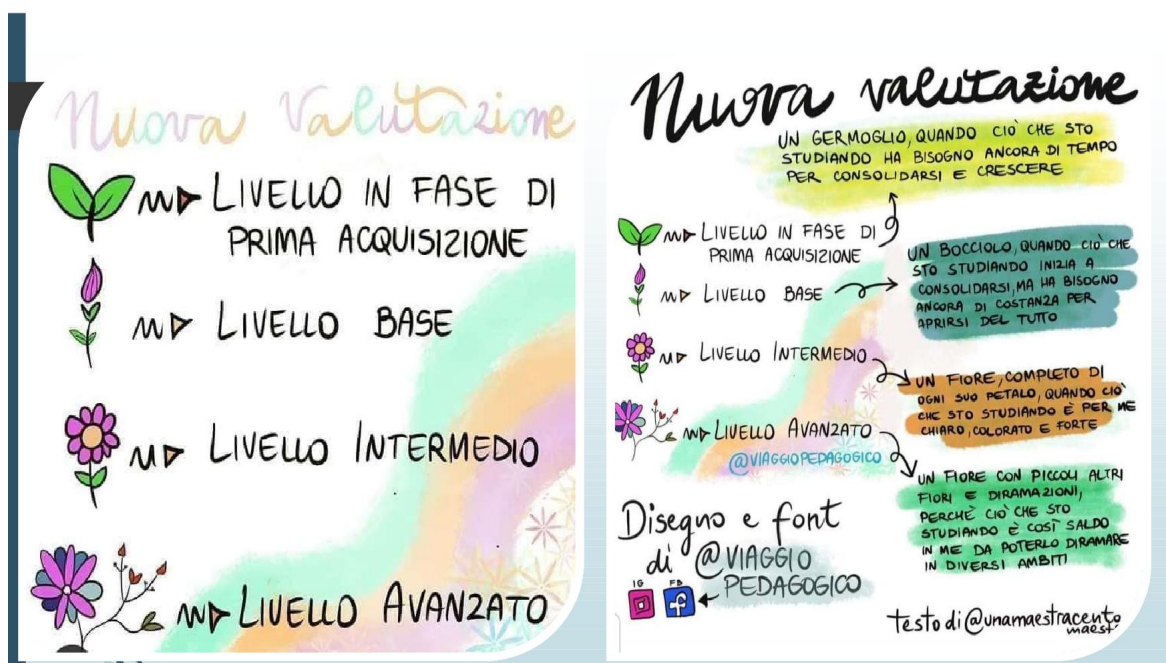 Nuova Valutazione
LIVELLO IN FASE DI
PRIMA ACQUISIZIONE
LIVELLO BASE
LIVELLO INTERMEDIO
LIVELLO AVANZATO
Nuova valutazione
UN GERMOGLIO, QUANDO CIÒ CHE STO
STUDIANDO HA BISOGNO ANCORA DI TEMPO
PER CONSOLIDARSI E CRESCERE
LIVELLO IN FASE DI
PRIMA ACQUISIZIONE
UN BOCCIOLO, QUANDO CIÒ CHE
STO STUDIANDO INIZIA A
CONSOLIDARSI, MA HA BISOGNO
ANCORA DI COSTANZA PER
APRIRSI DEL TUTTO
LIVELLO BASE
LIVELLO INTERMEDIO
UN FIORE, COMPLETO DI
OGNI SUO PETALO, QUANDO CIÒ
CHE STO STUDIANDO È PER ME
CHIARO, COLORATO E FORTE
LIVELLO AVANZATO
@VIAGGIOPEDAGOGICO
UN FIORE CON PICCOLI ALTRI
FIORI E DIRAMAZIONI,
PERCHÈ CIÒ CHE STO
STUDIANDO È COSÌ SALDO
IN ME DA POTERLO DIRAMARE
IN DIVERSI AMBITI
Disegno e font
di @VIAGGIO
PEDAGOGICO
IG FB
testo di @unamaestracento
maestr